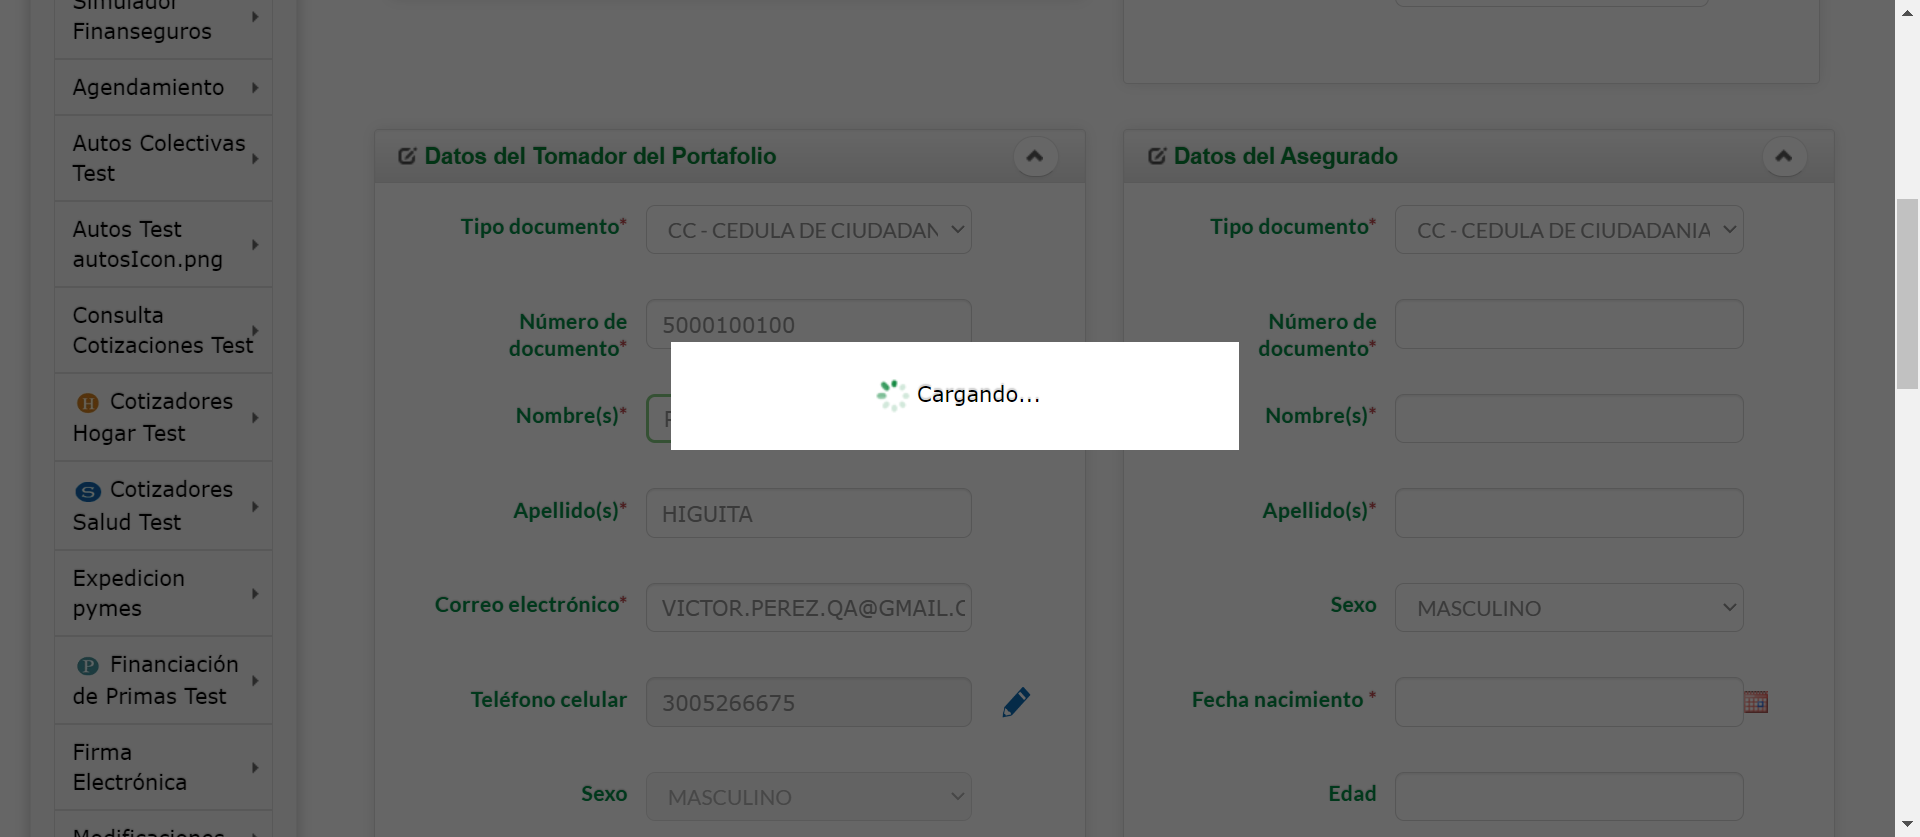 Simulador
Finanseguros
Agendamiento
Autos Colectivas
Test
Autos Test
autosIcon.png
Consulta
Cotizaciones Test
H Cotizadores
Hogar Test
S Cotizadores
Salud Test
Expedicion
pymes
P Financiación
de Primas Test
Firma
Electrónica
Modificaciones
Datos del Tomador del Portafolio
Tipo documento* CC - CEDULA DE CIUDADAN
Número de
documento* 5000100100
Nombre(s)*
Apellido(s)* HIGUITA
Correo electrónico* VICTOR.PEREZ.QA@GMAIL.C
Teléfono celular 3005266675
Sexo MASCULINO
Cargando...
Datos del Asegurado
Tipo documento* CC - CEDULA DE CIUDADANIA
Número de
documento*
Nombre(s)*
Apellido(s)*
Sexo MASCULINO
Fecha nacimiento *
Edad